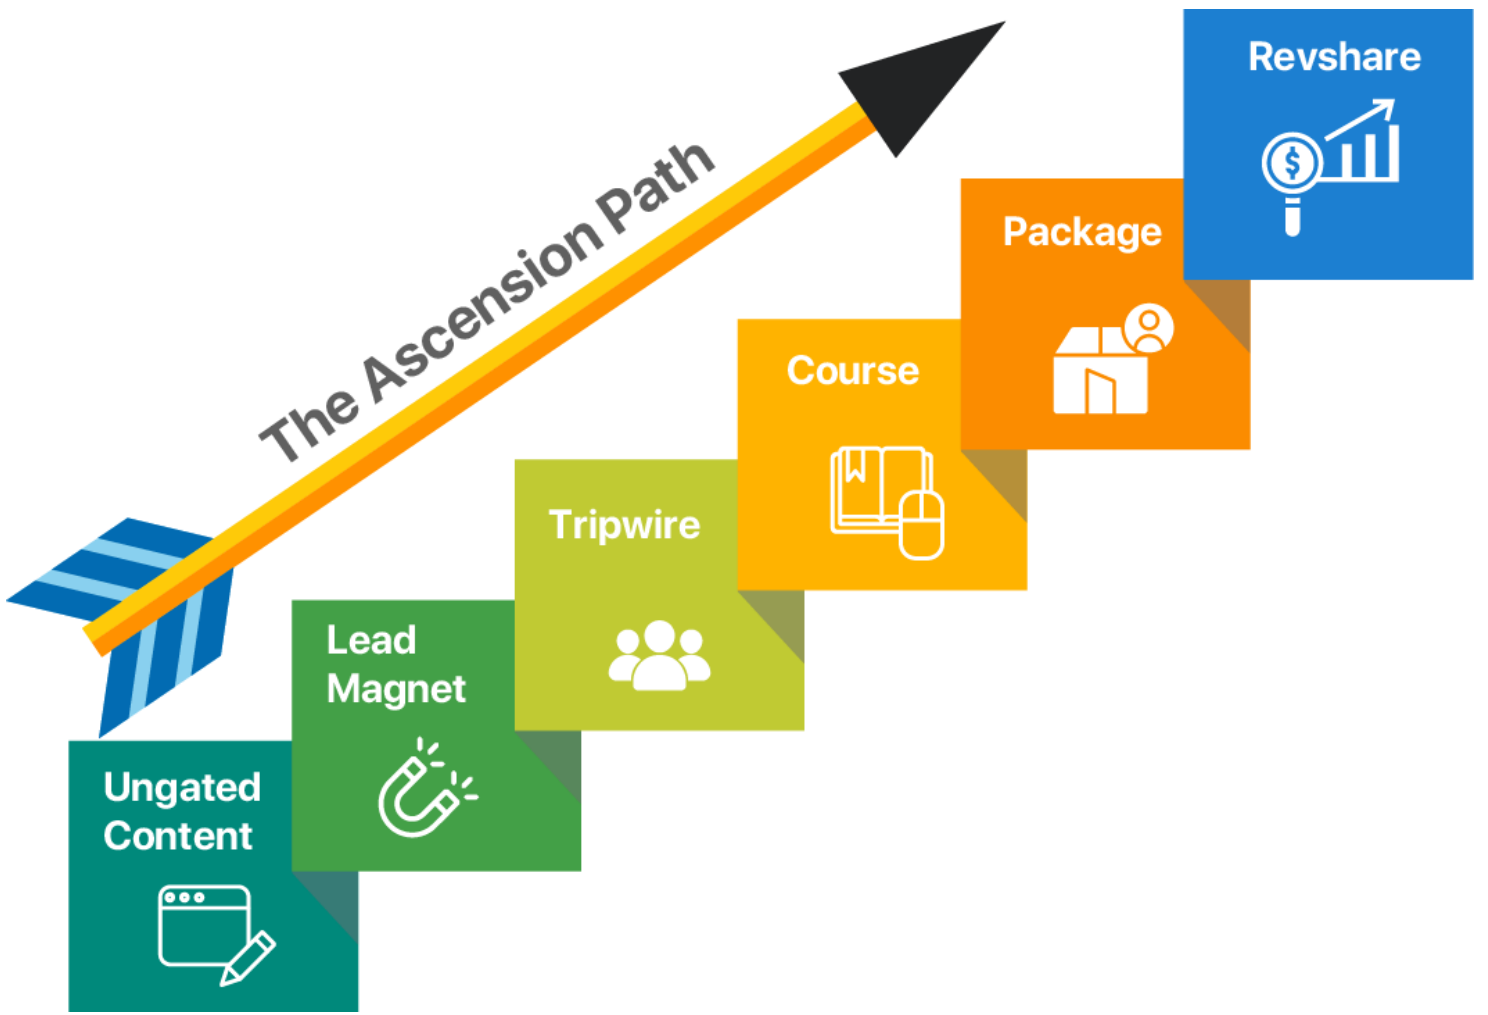 The Ascension Path
Ungated
Content
Lead
Magnet
Tripwire
Course
Package
Revshare
$